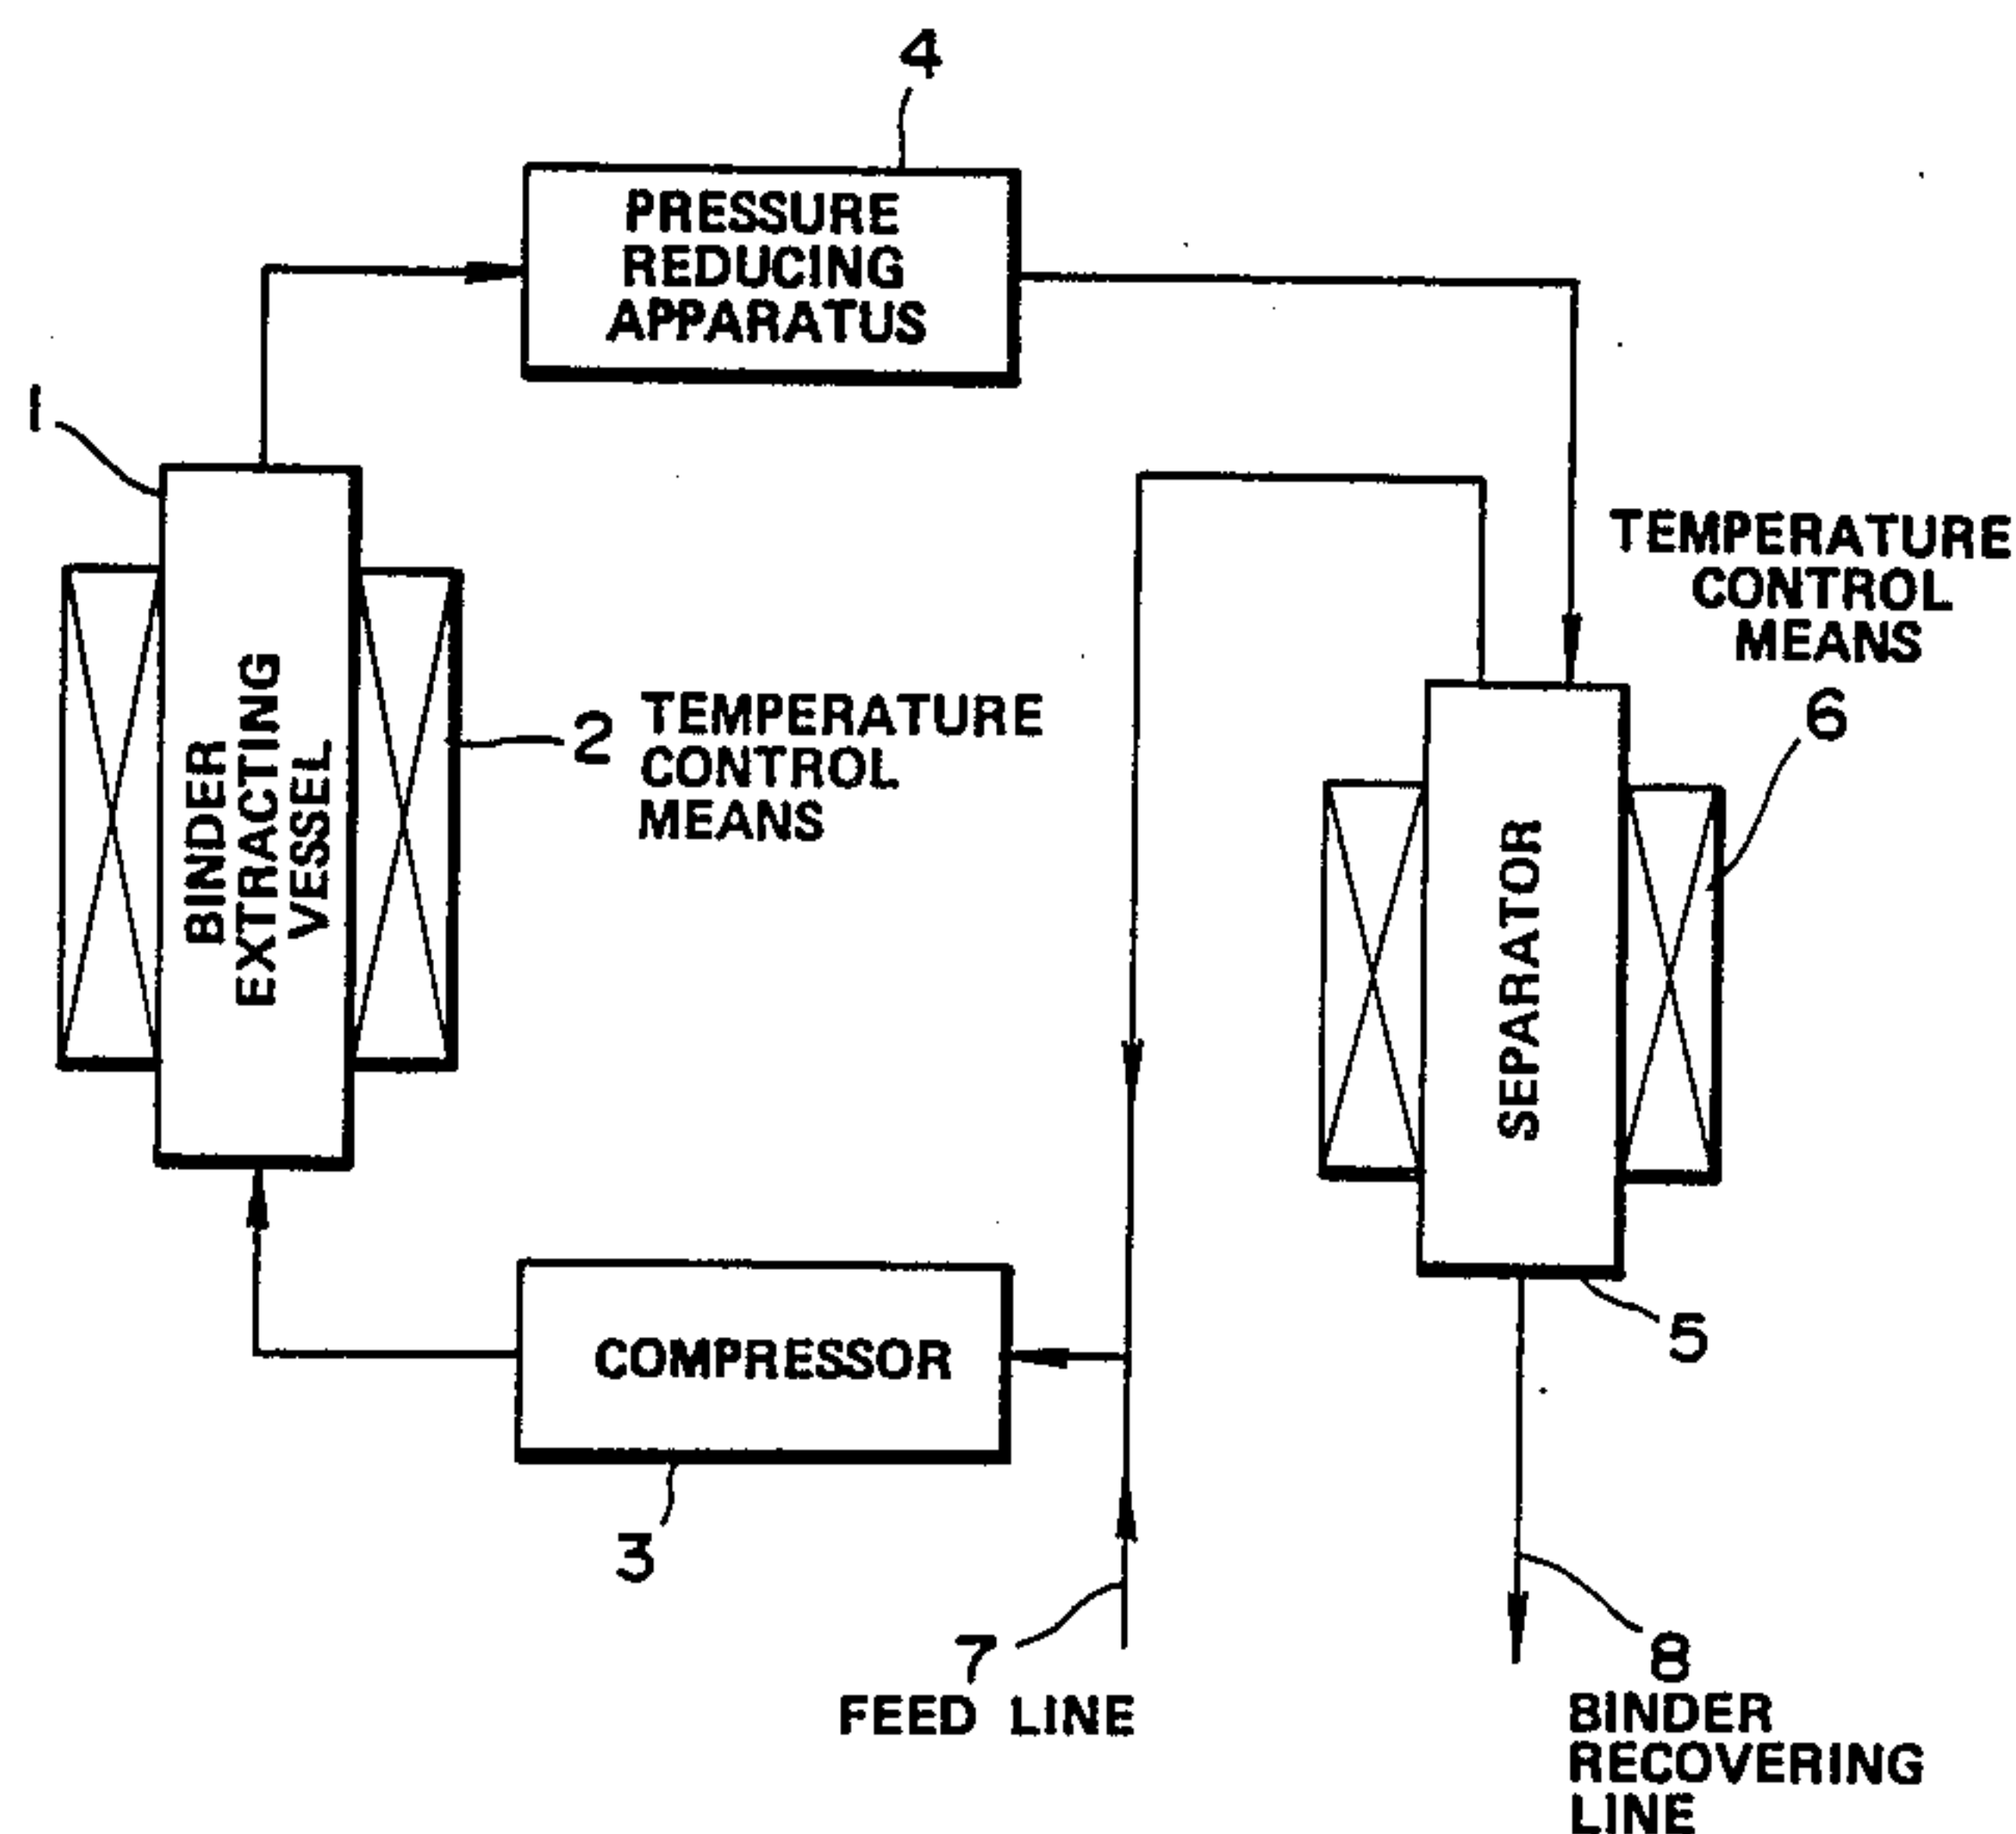 4
PRESSURE
REDUCING
APPARATUS
1
TEMPERATURE
CONTROL
MEANS
6
BINDER
EXTRACTING
VESSEL
2
TEMPERATURE
CONTROL
MEANS
SEPARATOR
5
COMPRESSOR
3
7
FEED LINE
8
BINDER
RECOVERING
LINE